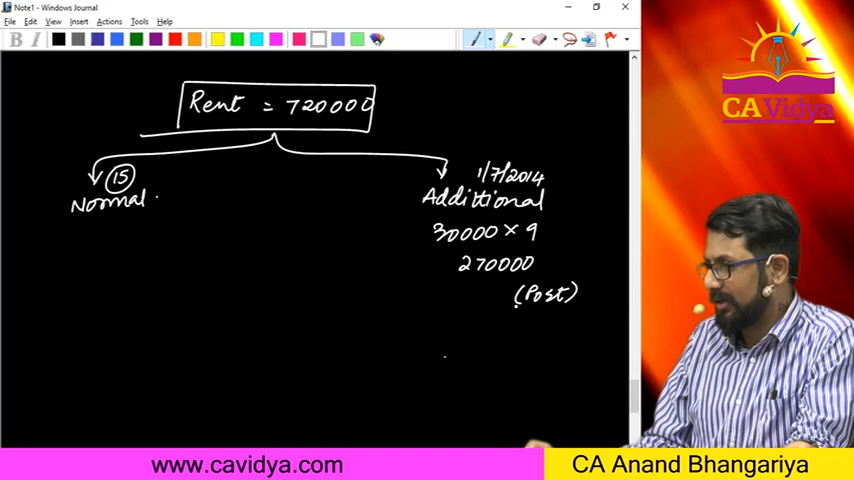 Note1 - Windows Journal
File Edit View Insert Actions Tools Help
B I
Rent = 720000
15
Normal
1/7/2014
Additional
30000 × 9
270000
(Post)
CA Vidya
www.cavidya.com
CA Anand Bhangariya